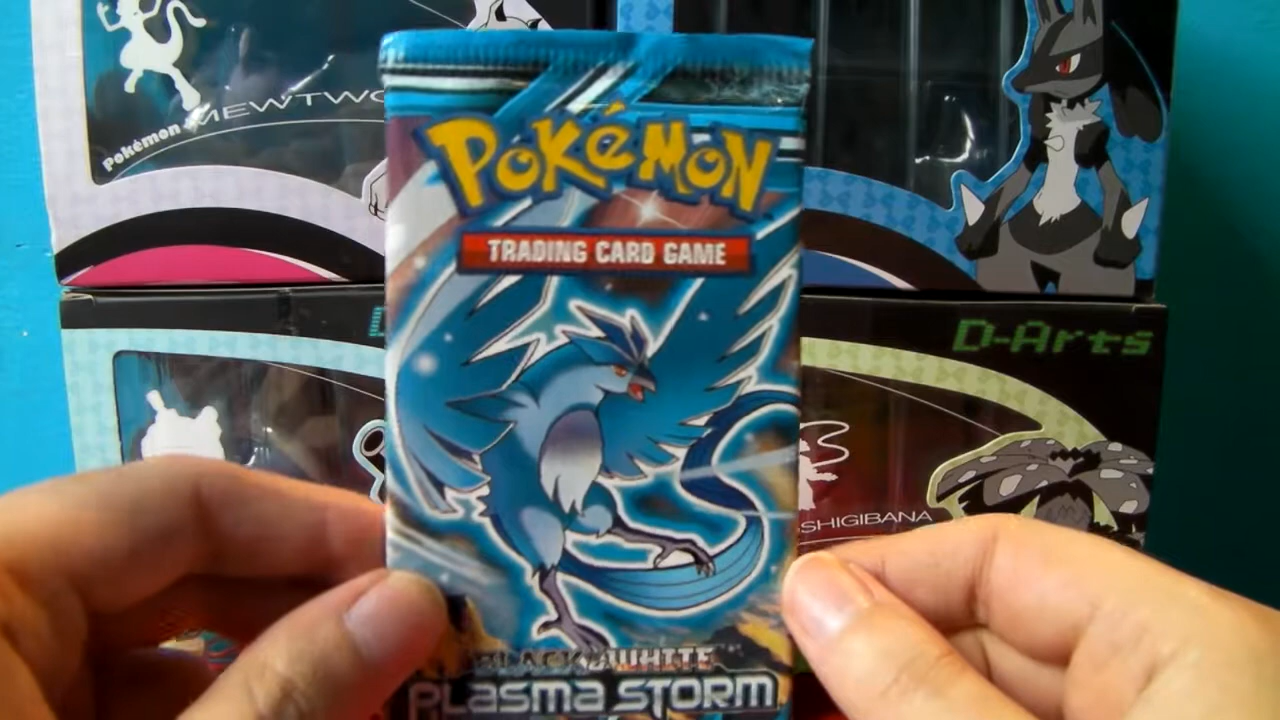 MEWTWO
Pokémon
POKéMON
TRADING CARD GAME
D-Arts
SHIGIBANA
BLACK & WHITE
PLASMA STORM